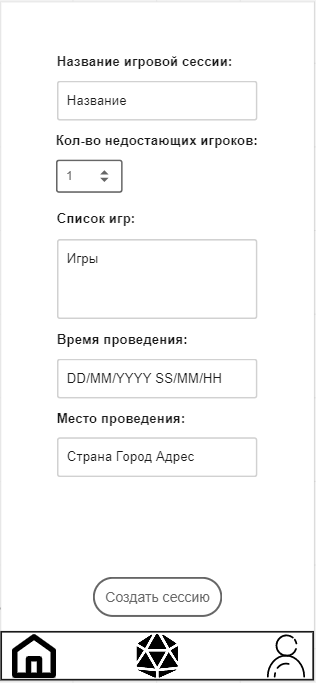 Название игровой сессии:
Название
Кол-во недостающих игроков:
1
Список игр:
Игры
Время проведения:
DD/MM/YYYY SS/MM/HH
Место проведения:
Страна Город Адрес
Создать сессию